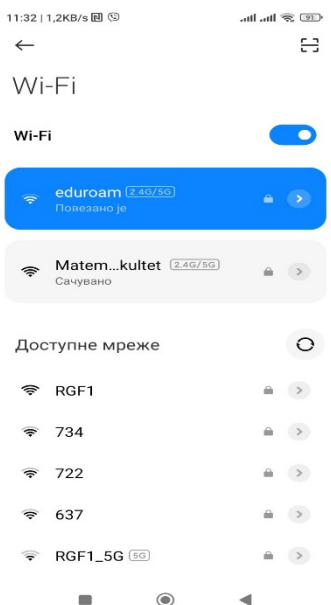 11:32 | 1,2KB/s
91
Wi-Fi
Wi-Fi
eduroam 2.4G/5G
Повезано је
Matem...kultet 2.4G/5G
Сачувано
Доступне мреже
RGF1
734
722
637
RGF1_5G 5G